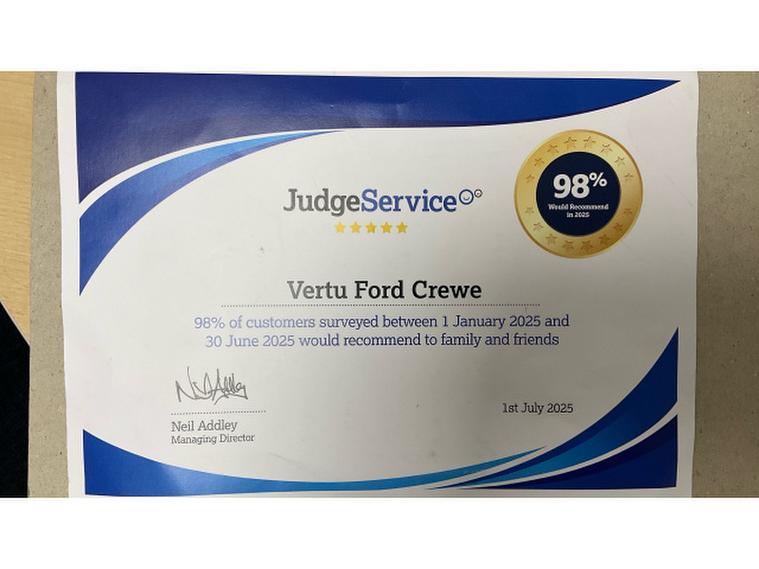 JudgeService
98%
Would Recommend
in 2025
Vertu Ford Crewe
98% of customers surveyed between 1 January 2025 and
30 June 2025 would recommend to family and friends
Neil Addley
Managing Director
1st July 2025